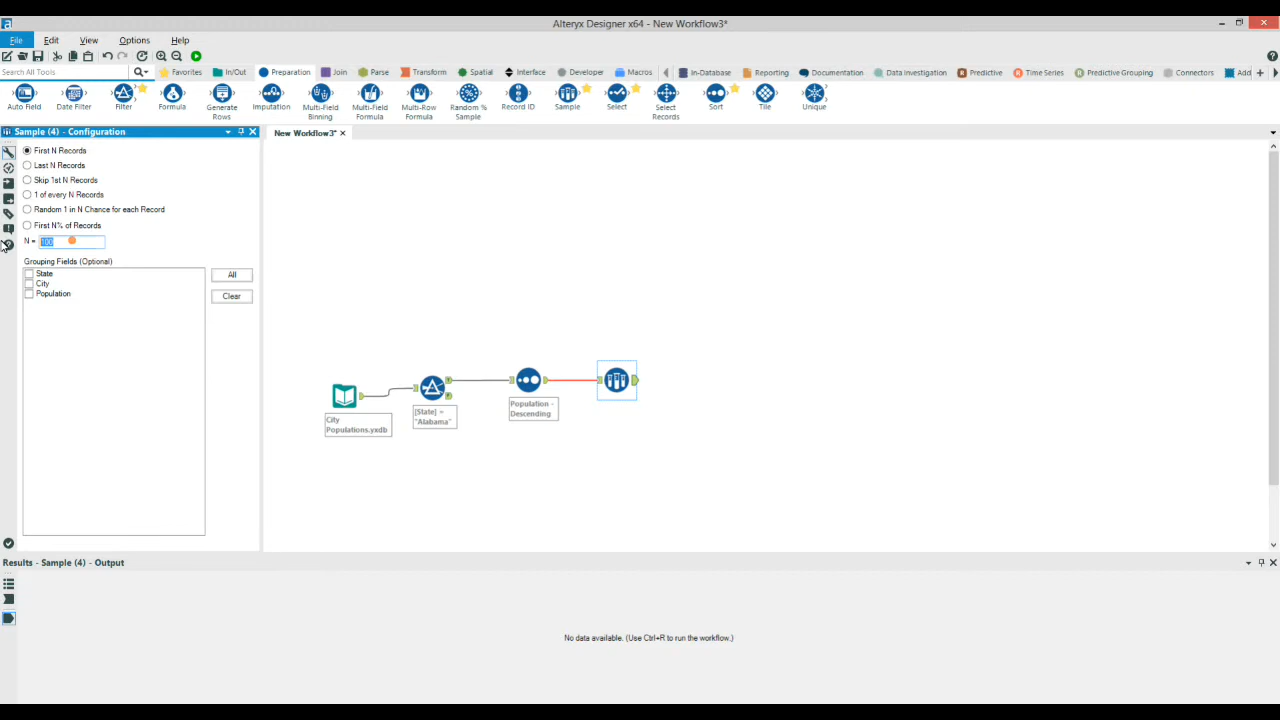 Alteryx Designer x64 - New Workflow3*
File Edit View Options Help
Search All Tools Favorites In/Out Preparation Join Parse Transform Spatial Interface Developer Macros In-Database Reporting Documentation Data Investigation Predictive Time Series Predictive Grouping Connectors Add
Auto Field Date Filter Filter Formula Generate Rows Imputation Multi-Field Binning Multi-Field Formula Multi-Row Formula Random % Sample Record ID Sample Select Select Records Sort Tile Unique
Sample (4) - Configuration
New Workflow3*
First N Records
Last N Records
Skip 1st N Records
1 of every N Records
Random 1 in N Chance for each Record
First N% of Records
N = 100
Grouping Fields (Optional)
State
City
Population
All
Clear
City
Populations.yxdb
[State] =
"Alabama"
Population -
Descending
Results - Sample (4) - Output
No data available. (Use Ctrl+R to run the workflow.)